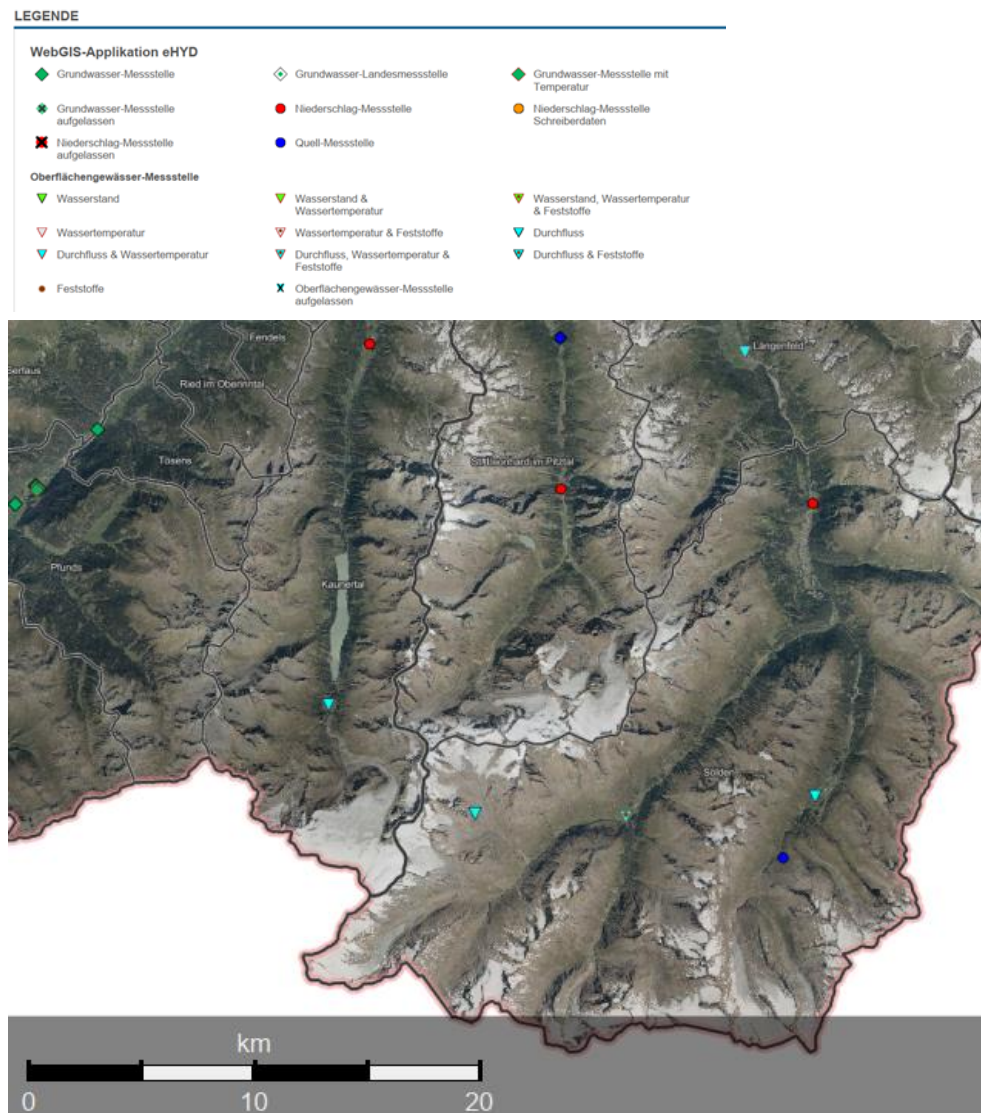 LEGENDE
WebGIS-Applikation eHYD
Grundwasser-Messstelle
Grundwasser-Landesmessstelle
Grundwasser-Messstelle mit
Temperatur
Grundwasser-Messstelle
aufgelassen
Niederschlag-Messstelle
Niederschlag-Messstelle
Schreiberdaten
Niederschlag-Messstelle
aufgelassen
Quell-Messstelle
Oberflächengewässer-Messstelle
Wasserstand
Wasserstand &
Wassertemperatur
Wasserstand, Wassertemperatur
& Feststoffe
Wassertemperatur
Wassertemperatur & Feststoffe
Durchfluss
Durchfluss & Wassertemperatur
Durchfluss, Wassertemperatur &
Feststoffe
Durchfluss & Feststoffe
Feststoffe
Oberflächengewässer-Messstelle
aufgelassen
Fendels
Längenfeld
Ried im Oberinntal
Tösens
St. Leonhard im Pitztal
Pfunds
Kaunertal
Sölden
km
0 10 20